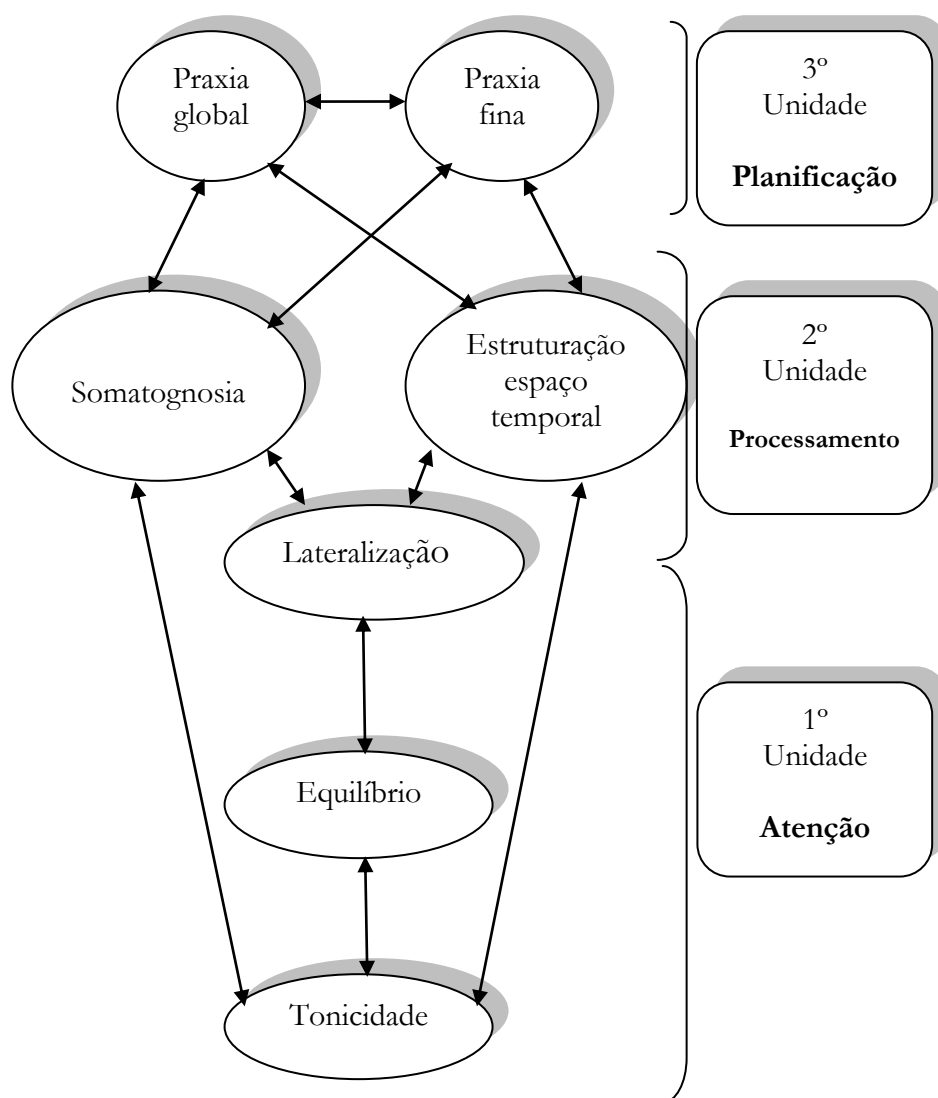 Praxia
global
Praxia
fina
3º
Unidade
Planificação
Somatognosia
Estruturação
espaço
temporal
2º
Unidade
Processamento
Lateralização
Equilíbrio
1º
Unidade
Atenção
Tonicidade